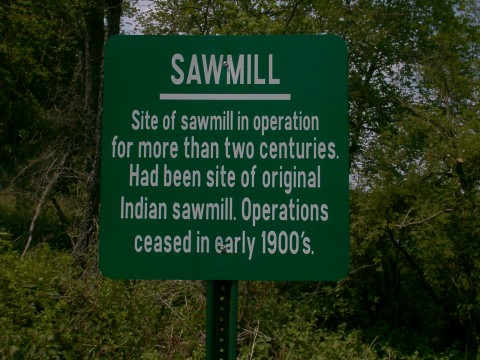 SAWMILL
Site of sawmill in operation
for more than two centuries.
Had been site of original
Indian sawmill. Operations
ceased in early 1900's.